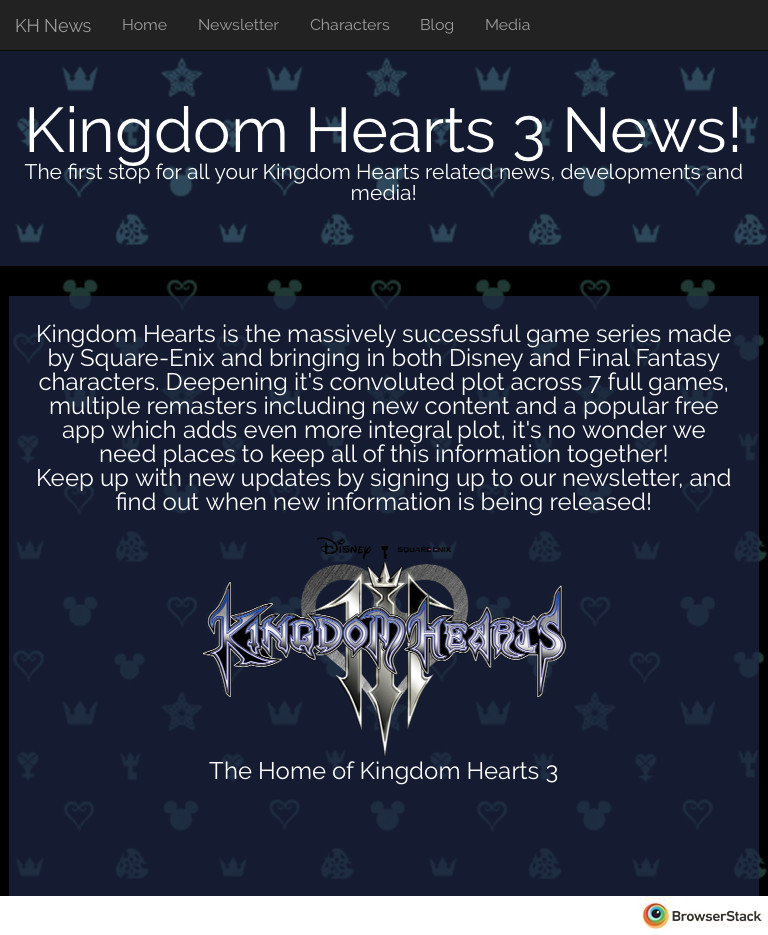 KH News Home Newsletter Characters Blog Media
Kingdom Hearts 3 News!
The first stop for all your Kingdom Hearts related news, developments and
media!
Kingdom Hearts is the massively successful game series made
by Square-Enix and bringing in both Disney and Final Fantasy
characters. Deepening it's convoluted plot across 7 full games,
multiple remasters including new content and a popular free
app which adds even more integral plot, it's no wonder we
need places to keep all of this information together!
Keep up with new updates by signing up to our newsletter, and
find out when new information is being released!
Disney SQUARE ENIX
KINGDOM HEARTS
III
The Home of Kingdom Hearts 3
BrowserStack